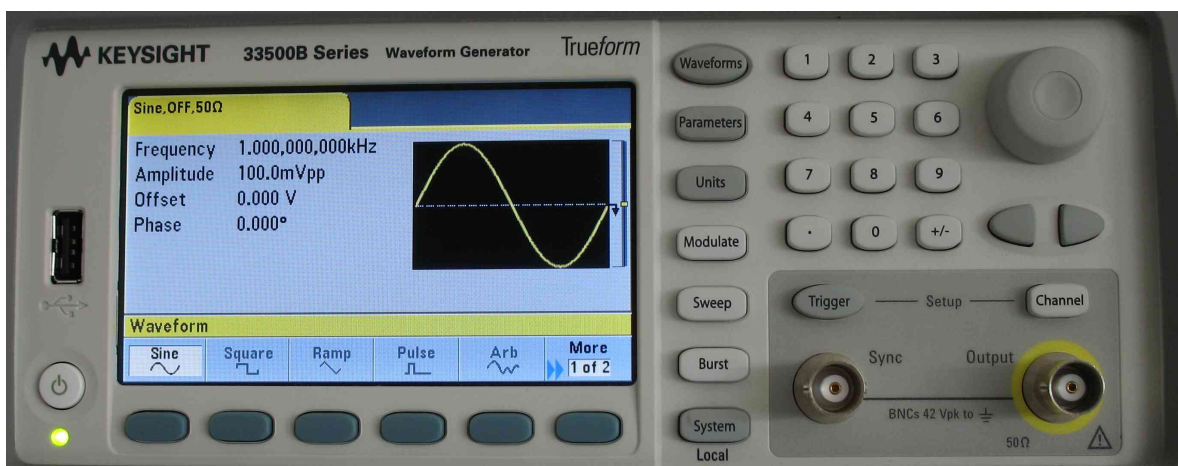 KEYSIGHT 33500B Series Waveform Generator Trueform
Sine,OFF,50Ω
Frequency 1.000,000,000kHz
Amplitude 100.0mVpp
Offset 0.000 V
Phase 0.000°
Waveform
Sine Square Ramp Pulse Arb More
1 of 2
Waveforms
Parameters
Units
Modulate
Sweep
Burst
System
Local
1 2 3
4 5 6
7 8 9
. 0 +/-
Trigger Setup Channel
Sync Output
BNCs 42 Vpk to ⏚
50Ω